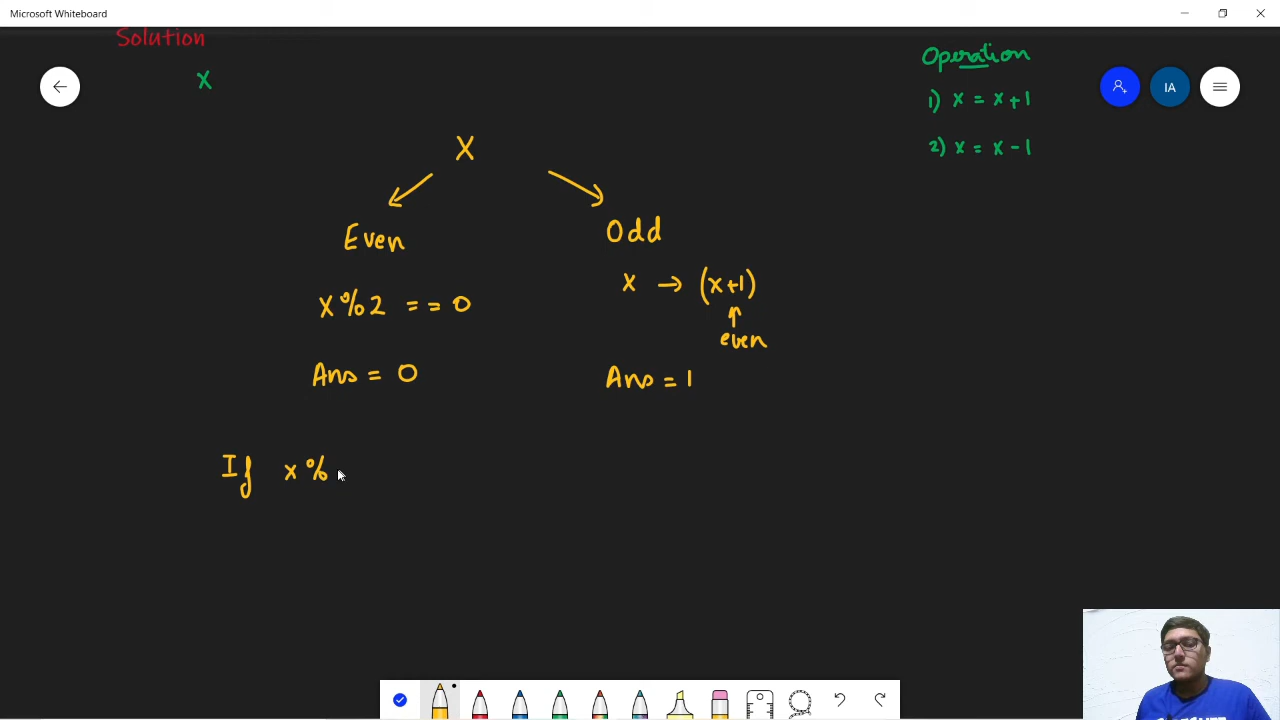 Microsoft Whiteboard
Solution
X
Operation
1) x = x + 1
2) x = x - 1
IA
X
Even
Odd
X%2 == 0
x → (x+1)
even
Ans = 0
Ans = 1
If x%